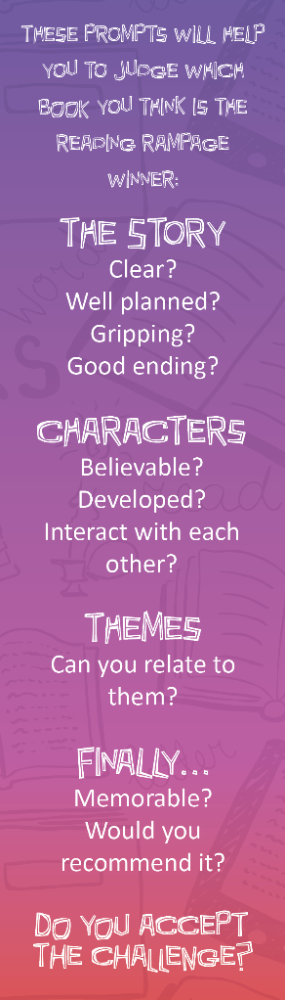 THESE PROMPTS WILL HELP
YOU TO JUDGE WHICH
BOOK YOU THINK IS THE
READING RAMPAGE
WINNER:
THE STORY
Clear?
Well planned?
Gripping?
Good ending?
CHARACTERS
Believable?
Developed?
Interact with each
other?
THEMES
Can you relate to
them?
FINALLY...
Memorable?
Would you
recommend it?
DO YOU ACCEPT
THE CHALLENGE?